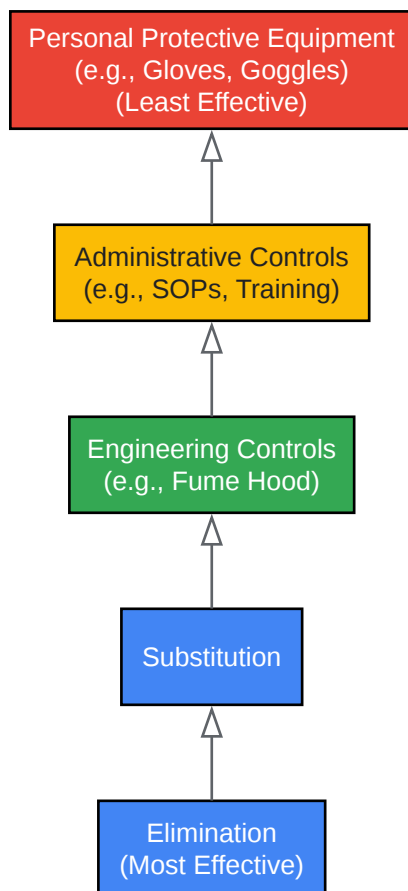 Personal Protective Equipment
(e.g., Gloves, Goggles)
(Least Effective)
Administrative Controls
(e.g., SOPs, Training)
Engineering Controls
(e.g., Fume Hood)
Substitution
Elimination
(Most Effective)